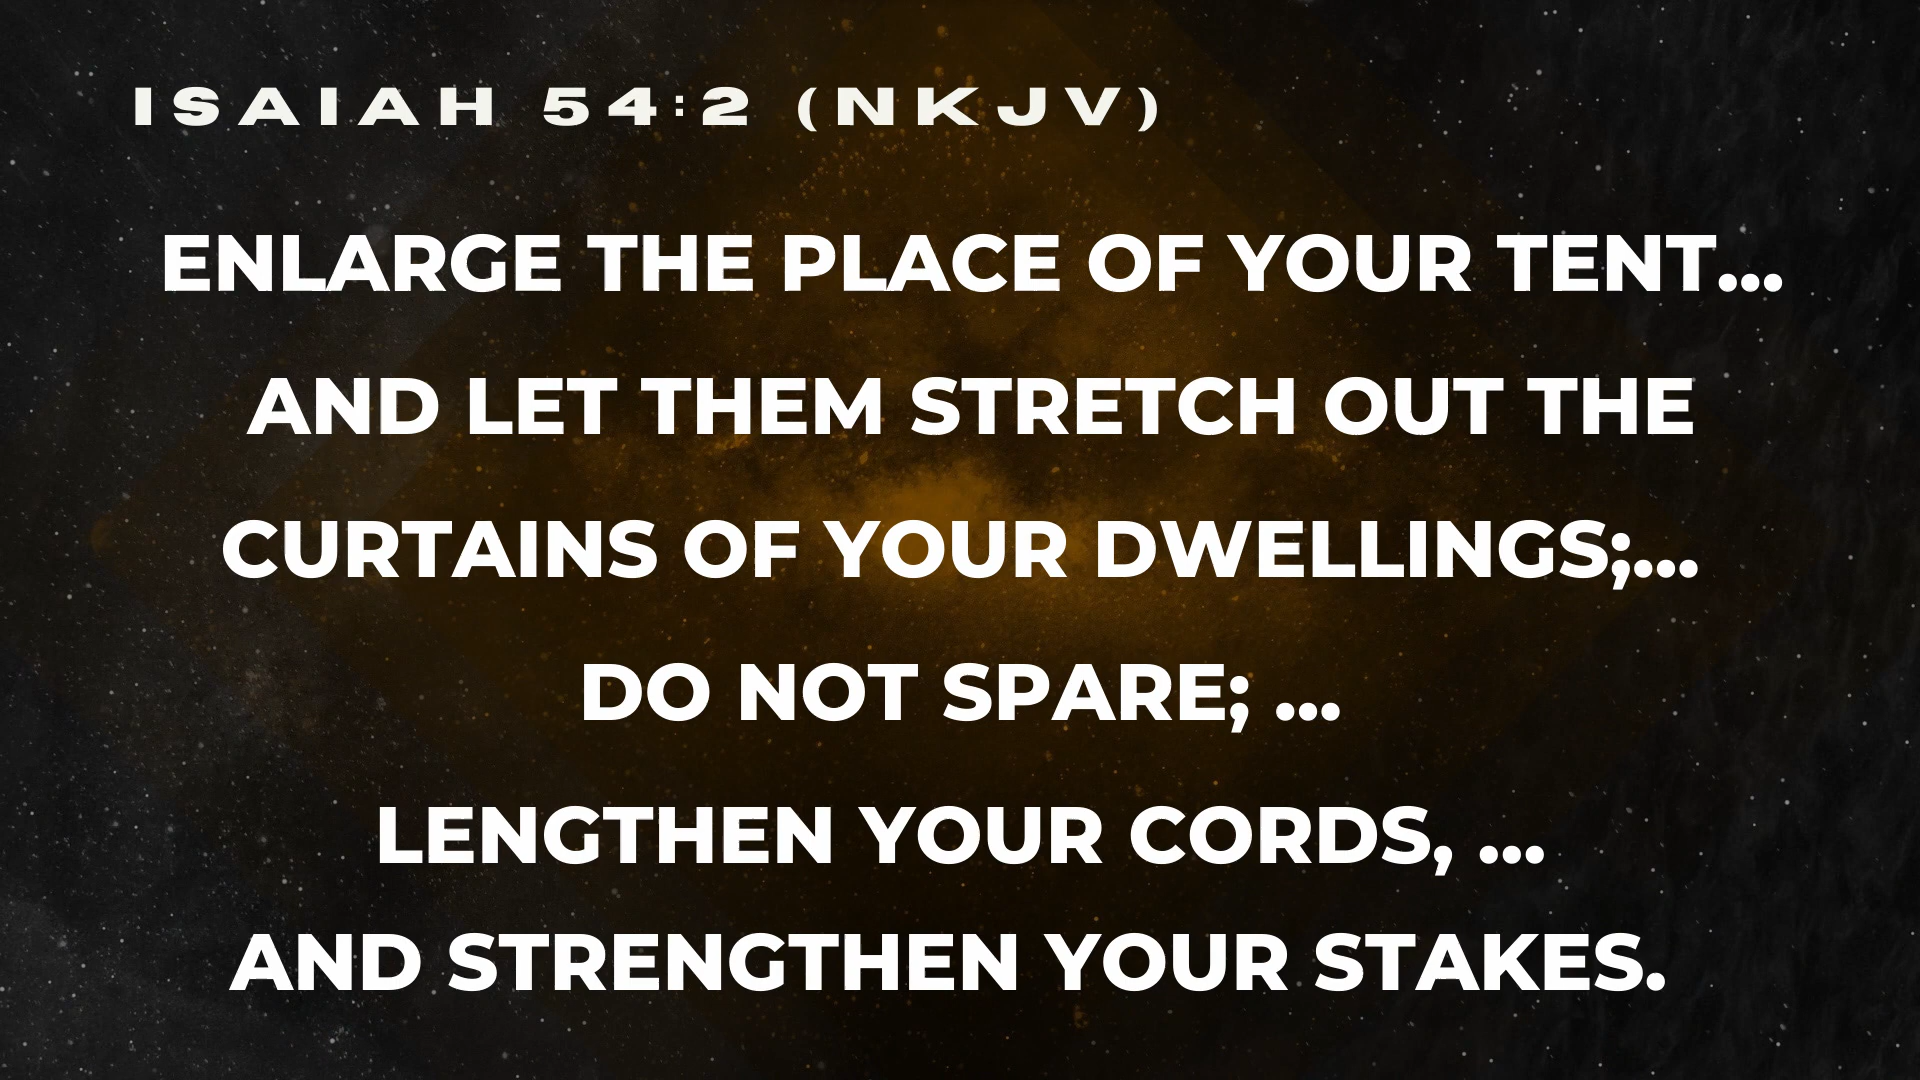 ISAIAH 54:2 (NKJV)
ENLARGE THE PLACE OF YOUR TENT...
AND LET THEM STRETCH OUT THE
CURTAINS OF YOUR DWELLINGS;...
DO NOT SPARE; ...
LENGTHEN YOUR CORDS, ...
AND STRENGTHEN YOUR STAKES.